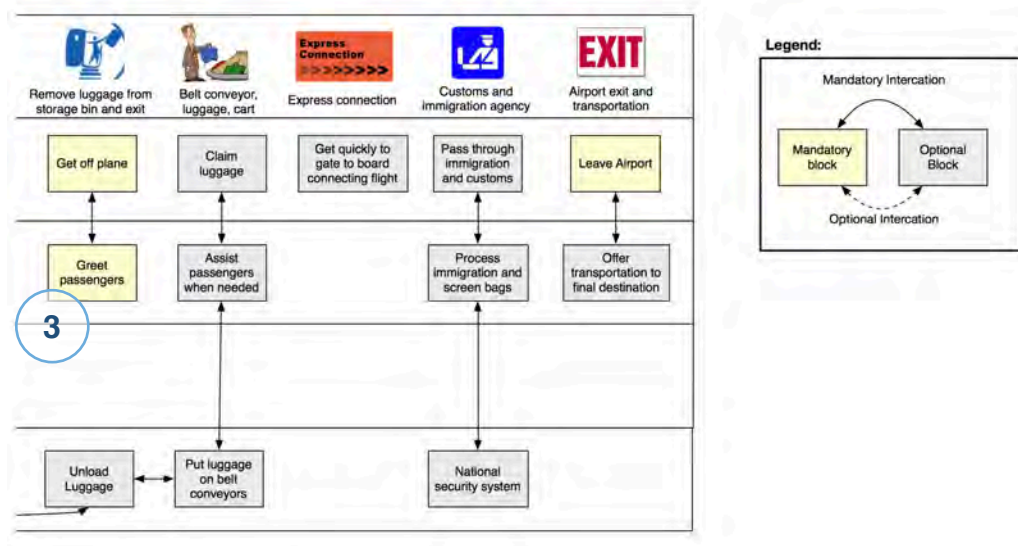 Express
Connection
>>>>>>>>
EXIT
Remove luggage from
storage bin and exit
Belt conveyor,
luggage, cart
Express connection
Customs and
immigration agency
Airport exit and
transportation
Get off plane
Claim
luggage
Get quickly to
gate to board
connecting flight
Pass through
immigration
and customs
Leave Airport
Greet
passengers
Assist
passengers
when needed
Process
immigration and
screen bags
Offer
transportation to
final destination
3
Unload
Luggage
Put luggage
on belt
conveyors
National
security system
Legend:
Mandatory Intercation
Mandatory
block
Optional
Block
Optional Intercation